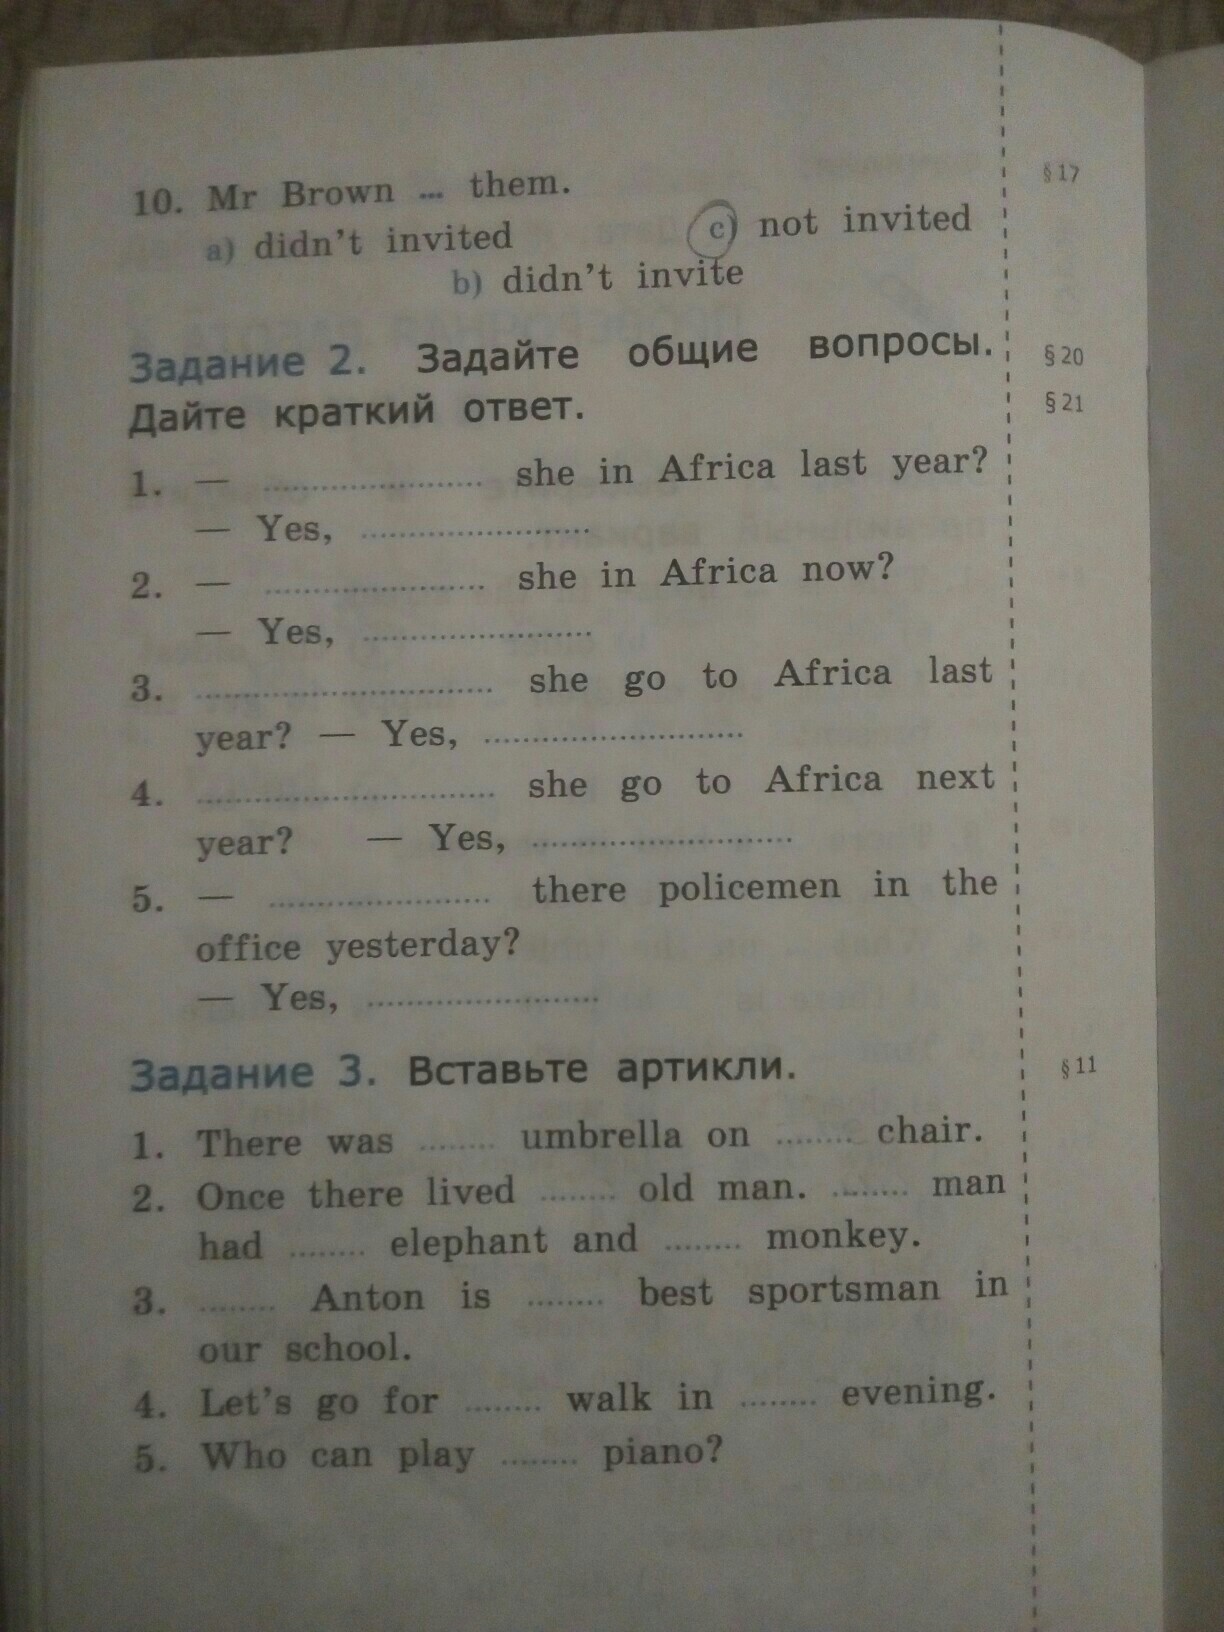 10. Mr Brown ... them.
§ 17
a) didn't invited c) not invited
b) didn't invite
Задание 2. Задайте общие вопросы.
§ 20
Дайте краткий ответ.
§ 21
1. — ........................ she in Africa last year?
— Yes, ........................
2. — ........................ she in Africa now?
— Yes, ........................
3. ........................ she go to Africa last
year? — Yes, ........................
4. ........................ she go to Africa next
year? — Yes, ........................
5. — ........................ there policemen in the
office yesterday?
— Yes, ........................
Задание 3. Вставьте артикли.
§ 11
1. There was ........ umbrella on ........ chair.
2. Once there lived ........ old man. ........ man
had ........ elephant and ........ monkey.
3. ........ Anton is ........ best sportsman in
our school.
4. Let's go for ........ walk in ........ evening.
5. Who can play ........ piano?